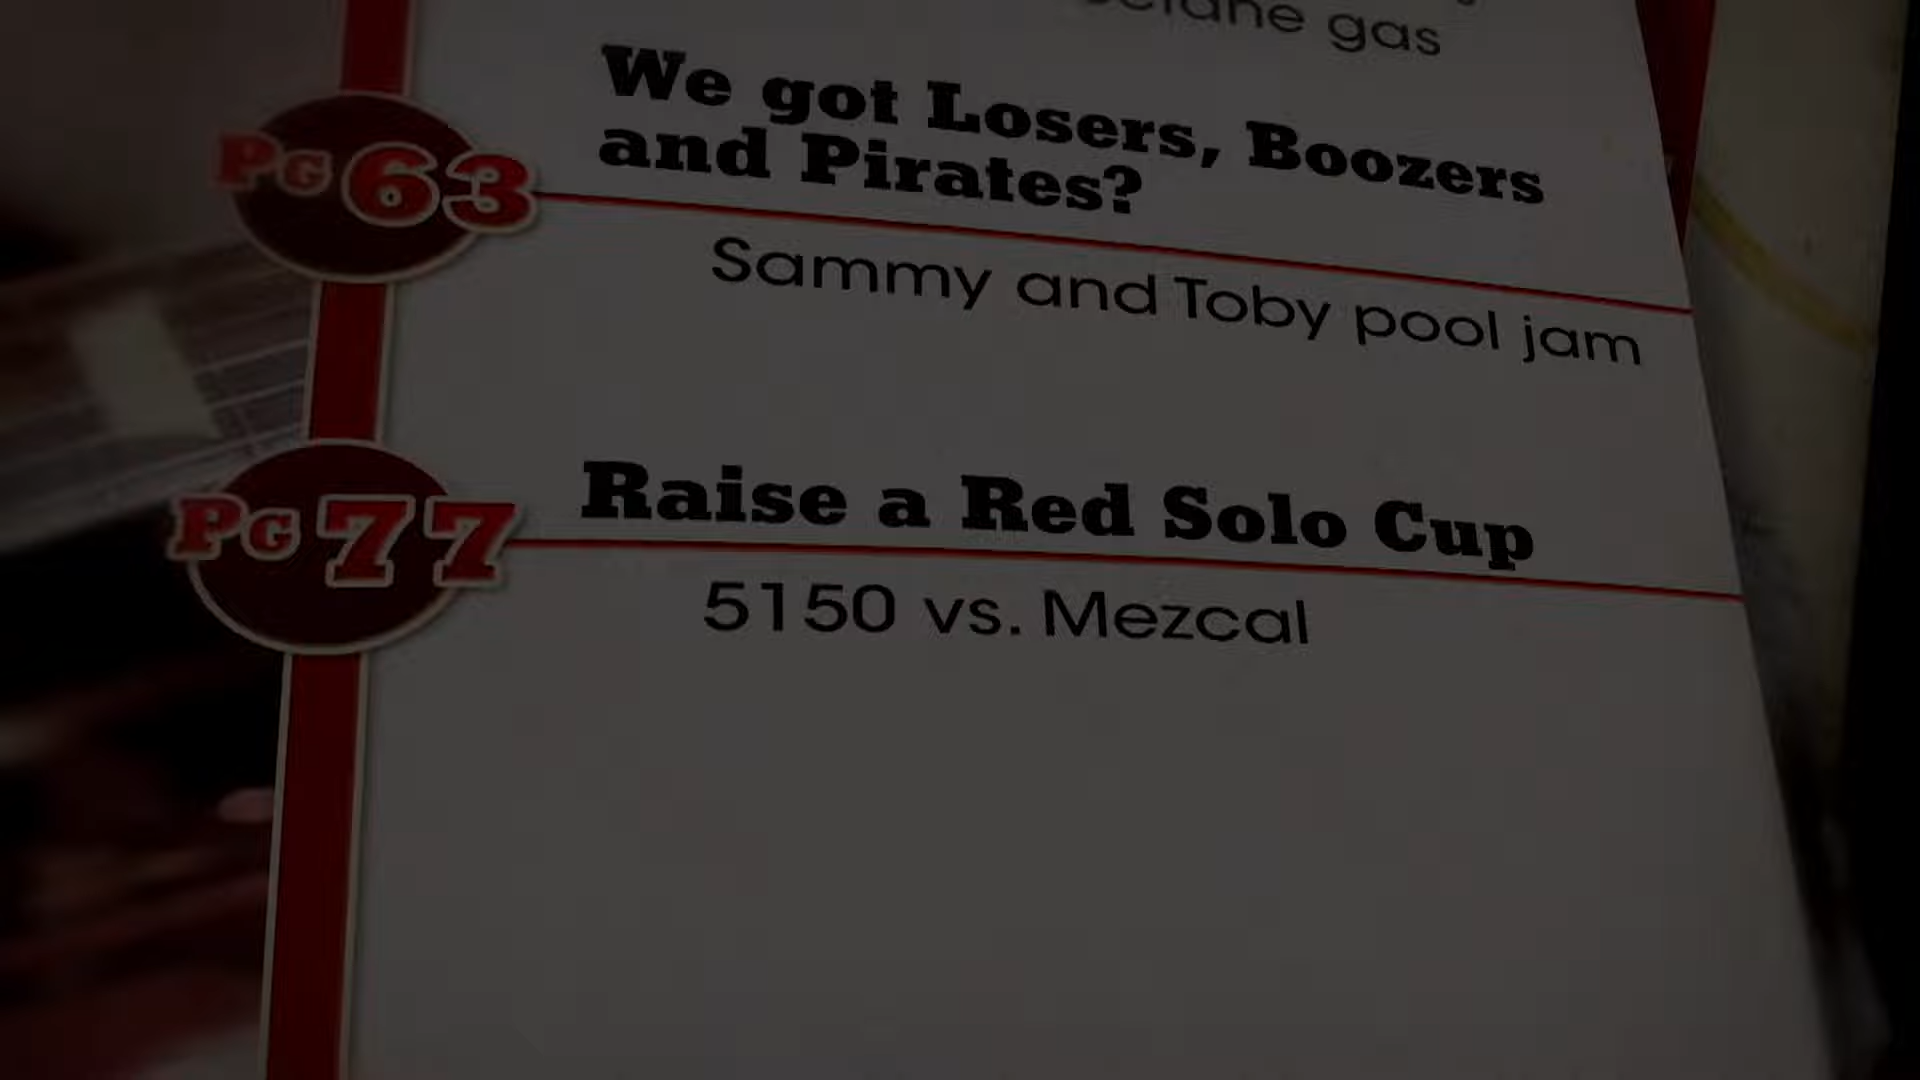 gas
We got Losers, Boozers
and Pirates?
Pg 63
Sammy and Toby pool jam
Raise a Red Solo Cup
Pg 77
5150 vs. Mezcal